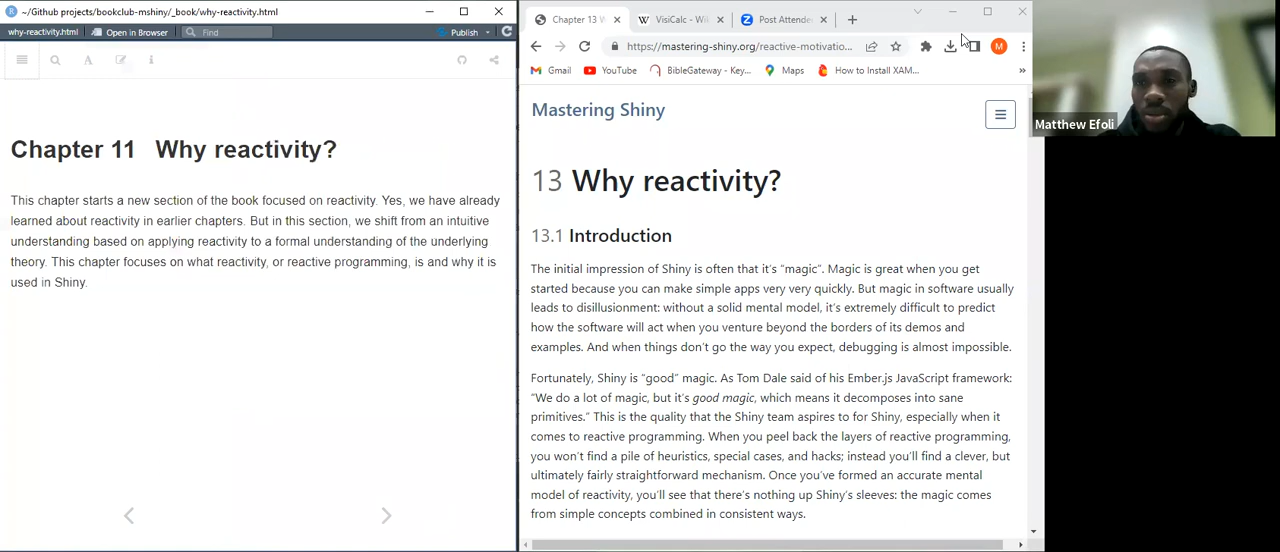 ~/Github projects/bookclub-mshiny/_book/why-reactivity.html
why-reactivity.html
Open in Browser
Find
Publish
Chapter 11 Why reactivity?
This chapter starts a new section of the book focused on reactivity. Yes, we have already
learned about reactivity in earlier chapters. But in this section, we shift from an intuitive
understanding based on applying reactivity to a formal understanding of the underlying
theory. This chapter focuses on what reactivity, or reactive programming, is and why it is
used in Shiny.
Chapter 13 W
VisiCalc - Wi
Post Attende
https://mastering-shiny.org/reactive-motivatio...
M
Gmail
YouTube
BibleGateway - Key...
Maps
How to Install XAM...
»
Mastering Shiny
13 Why reactivity?
13.1 Introduction
The initial impression of Shiny is often that it's "magic". Magic is great when you get
started because you can make simple apps very very quickly. But magic in software usually
leads to disillusionment: without a solid mental model, it's extremely difficult to predict
how the software will act when you venture beyond the borders of its demos and
examples. And when things don't go the way you expect, debugging is almost impossible.
Fortunately, Shiny is "good" magic. As Tom Dale said of his Ember.js JavaScript framework:
"We do a lot of magic, but it's good magic, which means it decomposes into sane
primitives." This is the quality that the Shiny team aspires to for Shiny, especially when it
comes to reactive programming. When you peel back the layers of reactive programming,
you won't find a pile of heuristics, special cases, and hacks; instead you'll find a clever, but
ultimately fairly straightforward mechanism. Once you've formed an accurate mental
model of reactivity, you'll see that there's nothing up Shiny's sleeves: the magic comes
from simple concepts combined in consistent ways.
Matthew Efoli